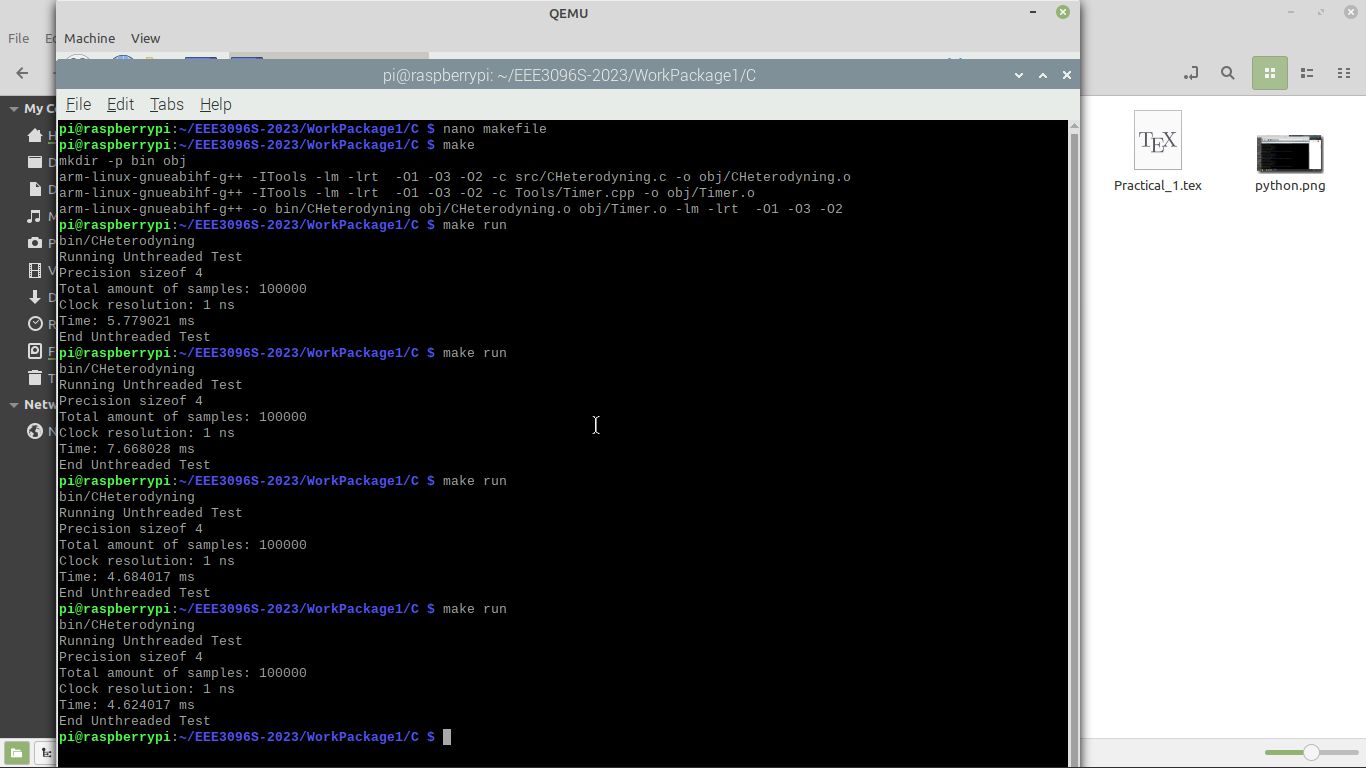 QEMU
File
Machine View
pi@raspberrypi: ~/EEE3096S-2023/WorkPackage1/C
File Edit Tabs Help
pi@raspberrypi:~/EEE3096S-2023/WorkPackage1/C $ nano makefile
pi@raspberrypi:~/EEE3096S-2023/WorkPackage1/C $ make
mkdir -p bin obj
arm-linux-gnueabihf-g++ -ITools -lm -lrt  -O1 -O3 -O2 -c src/CHeterodyning.c -o obj/CHeterodyning.o
arm-linux-gnueabihf-g++ -ITools -lm -lrt  -O1 -O3 -O2 -c Tools/Timer.cpp -o obj/Timer.o
arm-linux-gnueabihf-g++ -o bin/CHeterodyning obj/CHeterodyning.o obj/Timer.o -lm -lrt  -O1 -O3 -O2
pi@raspberrypi:~/EEE3096S-2023/WorkPackage1/C $ make run
bin/CHeterodyning
Running Unthreaded Test
Precision sizeof 4
Total amount of samples: 100000
Clock resolution: 1 ns
Time: 5.779021 ms
End Unthreaded Test
pi@raspberrypi:~/EEE3096S-2023/WorkPackage1/C $ make run
bin/CHeterodyning
Running Unthreaded Test
Precision sizeof 4
Total amount of samples: 100000
Clock resolution: 1 ns
Time: 7.668028 ms
End Unthreaded Test
pi@raspberrypi:~/EEE3096S-2023/WorkPackage1/C $ make run
bin/CHeterodyning
Running Unthreaded Test
Precision sizeof 4
Total amount of samples: 100000
Clock resolution: 1 ns
Time: 4.684017 ms
End Unthreaded Test
pi@raspberrypi:~/EEE3096S-2023/WorkPackage1/C $ make run
bin/CHeterodyning
Running Unthreaded Test
Precision sizeof 4
Total amount of samples: 100000
Clock resolution: 1 ns
Time: 4.624017 ms
End Unthreaded Test
pi@raspberrypi:~/EEE3096S-2023/WorkPackage1/C $
My
TEX
Practical_1.tex
python.png